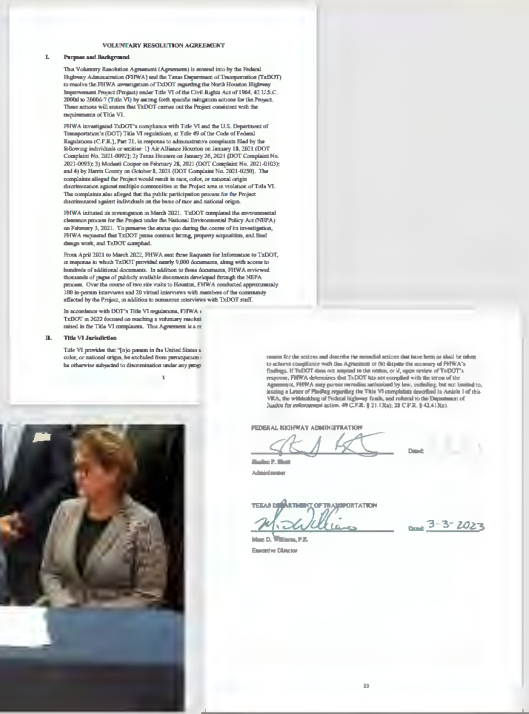 VOLUNTARY RESOLUTION AGREEMENT
I. Purpose and Background
This Voluntary Resolution Agreement (Agreement) is entered into by the Federal
Highway Administration (FHWA) and the Texas Department of Transportation (TxDOT)
to resolve the FHWA investigation of TxDOT regarding the North Houston Highway
Improvement Project (Project) under Title VI of the Civil Rights Act of 1964, 42 U.S.C.
2000d to 2000d-7 (Title VI) by setting forth specific mitigation actions for the Project.
These actions will ensure that TxDOT carries out the Project consistent with the
requirements of Title VI.
FHWA investigated TxDOT's compliance with Title VI and the U.S. Department of
Transportation's (DOT) Title VI regulations, at Title 49 of the Code of Federal
Regulations (C.F.R.), Part 21, in response to administrative complaints filed by the
following individuals or entities: 1) Air Alliance Houston on January 18, 2021 (DOT
Complaint No. 2021-0092); 2) Texas Housers on January 26, 2021 (DOT Complaint No.
2021-0093); 3) Modesti Cooper on February 28, 2021 (DOT Complaint No. 2021-0103);
and 4) by Harris County on October 8, 2021 (DOT Complaint No. 2021-0250). The
complaints alleged the Project would result in race, color, or national origin
discrimination against multiple communities in the Project area in violation of Title VI.
The complaints also alleged that the public participation process for the Project
discriminated against individuals on the basis of race and national origin.
FHWA initiated its investigation in March 2021. TxDOT completed the environmental
clearance process for the Project under the National Environmental Policy Act (NEPA)
on February 3, 2021. To preserve the status quo during the course of its investigation,
FHWA requested that TxDOT pause contract letting, property acquisition, and final
design work, and TxDOT complied.
From April 2021 to March 2022, FHWA sent three Requests for Information to TxDOT,
in response to which TxDOT provided nearly 9,000 documents, along with access to
hundreds of additional documents. In addition to these documents, FHWA reviewed
thousands of pages of publicly available documents developed through the NEPA
process. Over the course of two site visits to Houston, FHWA conducted approximately
100 in-person interviews and 20 virtual interviews with members of the community
affected by the Project, in addition to numerous interviews with TxDOT staff.
In accordance with DOT's Title VI regulations, FHWA
TxDOT in 2022 focused on reaching a voluntary
raised in the Title VI complaints. This Agreement is a
II. Title VI Jurisdiction
Title VI provides that "[n]o person in the United States
color, or national origin, be excluded from participation
be otherwise subjected to discrimination under any
1
reason for the actions and describe the remedial actions that have been or shall be taken
to achieve compliance with this Agreement or (b) dispute the accuracy of FHWA's
findings. If TxDOT does not respond to the notice, or if, upon review of TxDOT's
response, FHWA determines that TxDOT has not complied with the terms of the
Agreement, FHWA may pursue remedies authorized by law, including, but not limited to,
issuing a Letter of Finding regarding the Title VI complaints described in Article I of this
VRA, the withholding of Federal highway funds, and referral to the Department of
Justice for enforcement action. 49 C.F.R. § 21.13(a); 28 C.F.R. § 42.412(a).
FEDERAL HIGHWAY ADMINISTRATION
Dated:
Shailen P. Bhatt
Administrator
TEXAS DEPARTMENT OF TRANSPORTATION
Dated: 3-3-2023
Marc D. Williams, P.E.
Executive Director
23